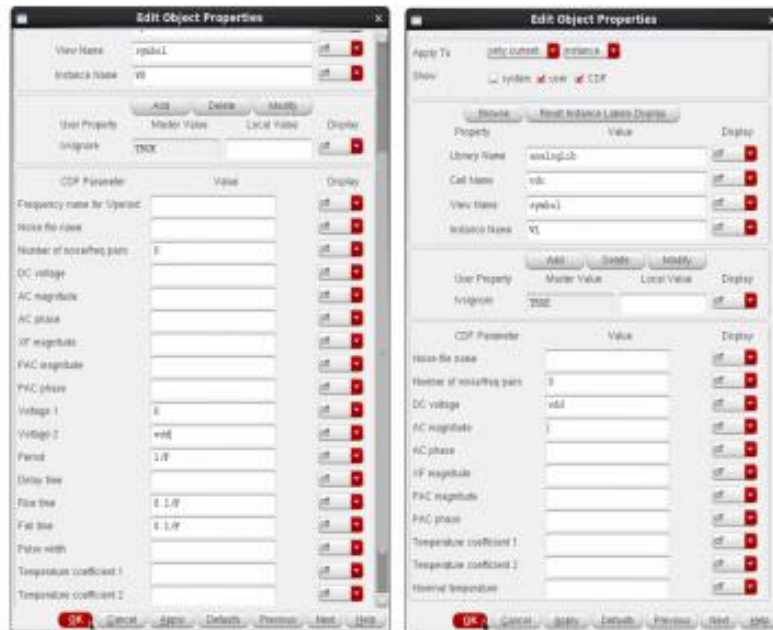 Edit Object Properties
View Name symbol off
Instance Name V0 off
Add Delete Modify
User Property Master Value Local Value Display
lvsIgnore TRUE off
CDF Parameter Value Display
Frequency name for 1/period off
Noise file name off
Number of noise/freq pairs 0 off
DC voltage off
AC magnitude off
AC phase off
XF magnitude off
PAC magnitude off
PAC phase off
Voltage 1 0 off
Voltage 2 vdd off
Period 1/F off
Delay time off
Rise time 0.1/F off
Fall time 0.1/F off
Pulse width off
Temperature coefficient 1 off
Temperature coefficient 2 off
OK Cancel Apply Defaults Previous Next Help
Edit Object Properties
Apply To only current instance
Show system user CDF
Browse Reset Instance Labels Display
Property Value Display
Library Name analogLib off
Cell Name vdc off
View Name symbol off
Instance Name V1 off
Add Delete Modify
User Property Master Value Local Value Display
lvsIgnore TRUE off
CDF Parameter Value Display
Noise file name off
Number of noise/freq pairs 0 off
DC voltage vdd off
AC magnitude off
AC phase off
XF magnitude off
PAC magnitude off
PAC phase off
Temperature coefficient 1 off
Temperature coefficient 2 off
Nominal temperature off
OK Cancel Apply Defaults Previous Next Help